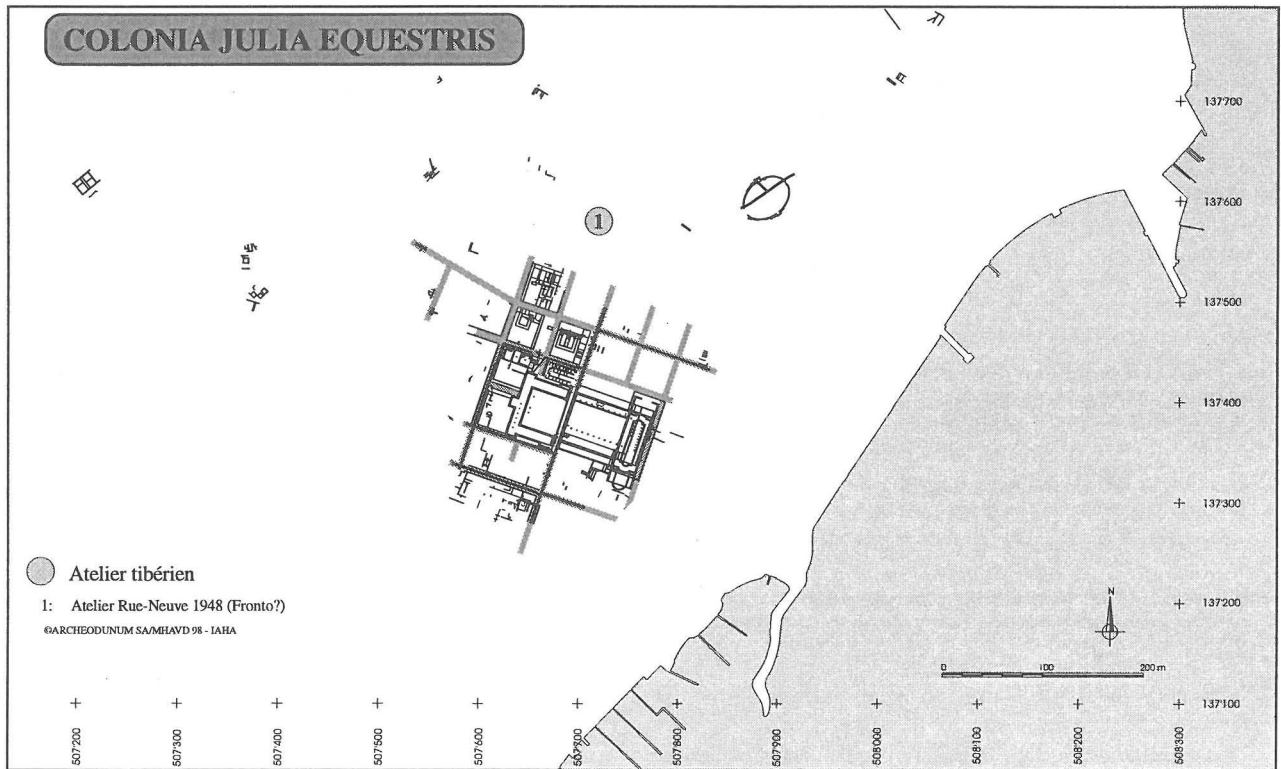 COLONIA JULIA EQUESTRIS
1
137'700
137'600
137'500
137'400
137'300
137'200
137'100
Atelier tibérien
1: Atelier Rue-Neuve 1948 (Fronto?)
©ARCHEODUNUM SA/MHAVD 98 - IAHA
N
0 100 200 m
507'200 507'300 507'400 507'500 507'600 507'700 507'800 507'900 508'000 508'100 508'200 508'300